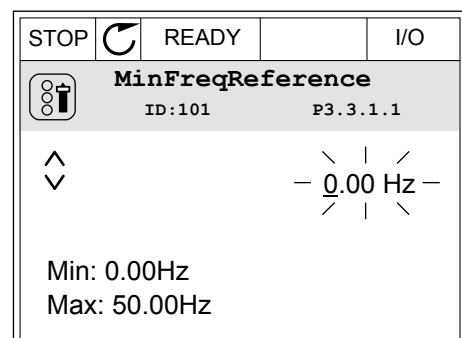 STOP READY I/O
MinFreqReference
ID:101 P3.3.1.1
0.00 Hz
Min: 0.00Hz
Max: 50.00Hz